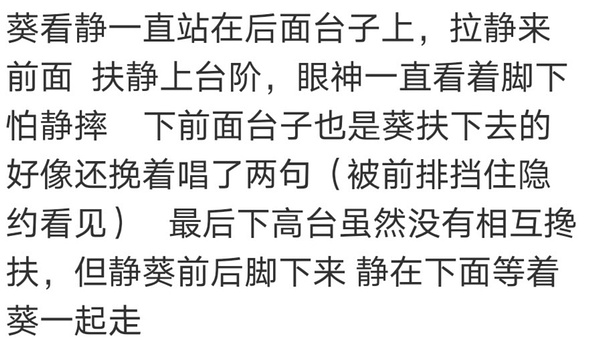 葵看静一直站在后面台子上，拉静来
前面  扶静上台阶，眼神一直看着脚下
怕静摔    下前面台子也是葵扶下去的
好像还挽着唱了两句（被前排挡住隐
约看见）   最后下高台虽然没有相互搀
扶，但静葵前后脚下来 静在下面等着
葵一起走